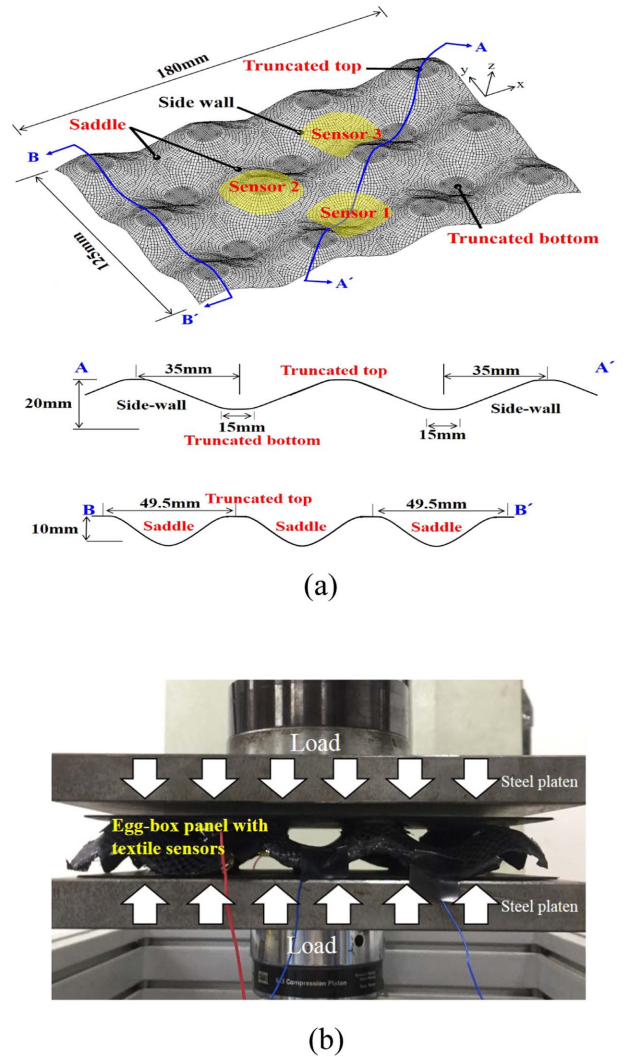 180mm
A
Truncated top
z
y
x
Side wall
Saddle
Sensor 3
B
Sensor 2
Sensor 1
Truncated bottom
125mm
A´
B´
A
35mm
Truncated top
35mm
A´
20mm
Side-wall
Side-wall
15mm
15mm
Truncated bottom
B
49.5mm
Truncated top
49.5mm
B´
10mm
Saddle
Saddle
Saddle
(a)
Load
Steel platen
Egg-box panel with
textile sensors
Steel platen
Load
Compression Platen
(b)